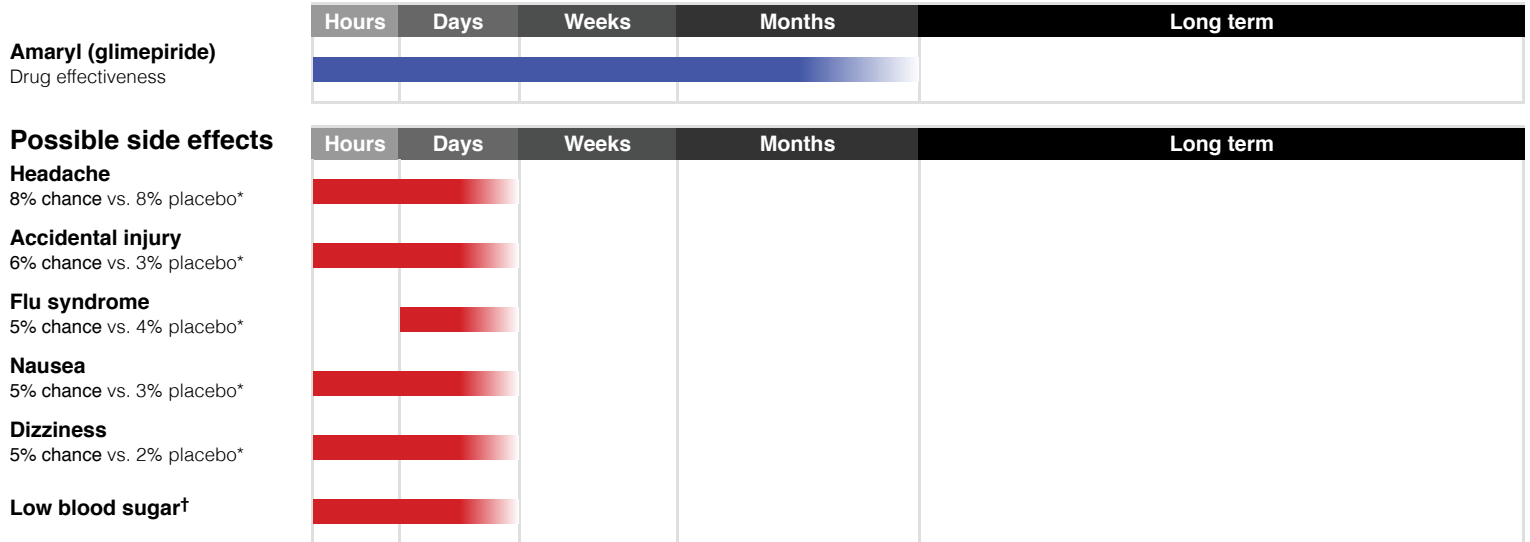 Hours Days Weeks Months Long term
Amaryl (glimepiride)
Drug effectiveness
Possible side effects Hours Days Weeks Months Long term
Headache
8% chance vs. 8% placebo*
Accidental injury
6% chance vs. 3% placebo*
Flu syndrome
5% chance vs. 4% placebo*
Nausea
5% chance vs. 3% placebo*
Dizziness
5% chance vs. 2% placebo*
Low blood sugar†